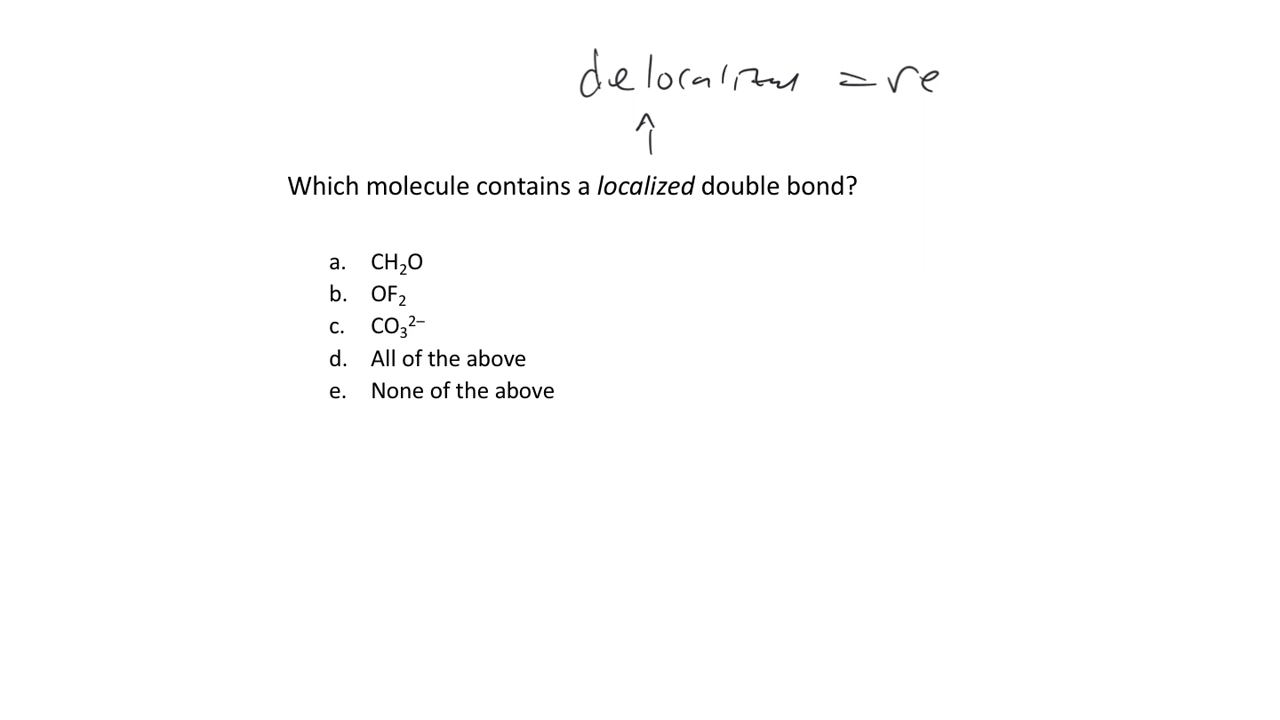 delocalized = re
↑
Which molecule contains a localized double bond?
a. CH₂O
b. OF₂
c. CO₃²⁻
d. All of the above
e. None of the above